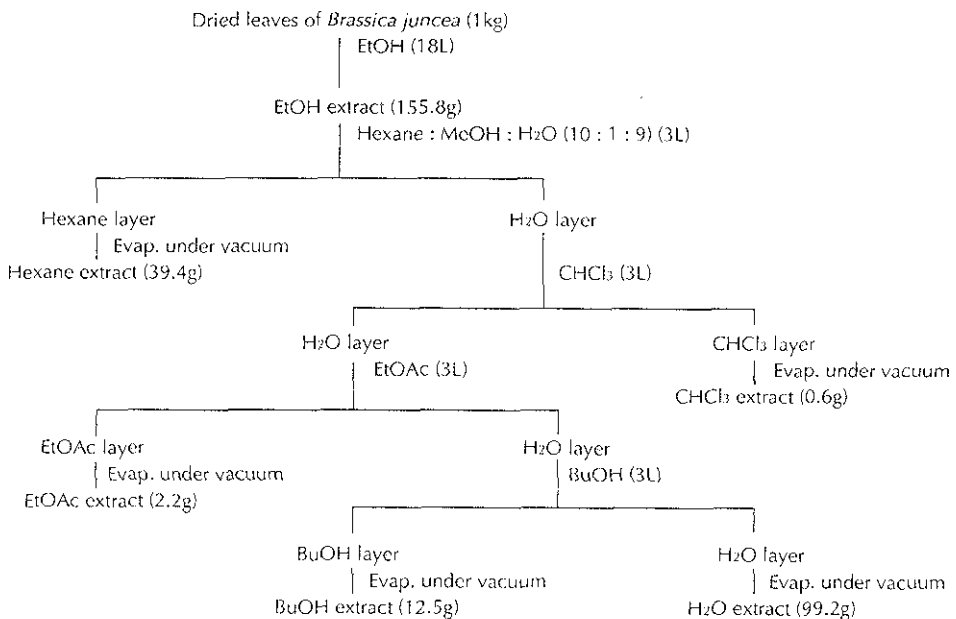 Dried leaves of Brassica juncea (1kg)
EtOH (18L)
EtOH extract (155.8g)
Hexane : MeOH : H₂O (10 : 1 : 9) (3L)
Hexane layer
H₂O layer
Evap. under vacuum
Hexane extract (39.4g)
CHCl₃ (3L)
H₂O layer
CHCl₃ layer
EtOAc (3L)
Evap. under vacuum
CHCl₃ extract (0.6g)
EtOAc layer
H₂O layer
Evap. under vacuum
BuOH (3L)
EtOAc extract (2.2g)
BuOH layer
H₂O layer
Evap. under vacuum
Evap. under vacuum
BuOH extract (12.5g)
H₂O extract (99.2g)